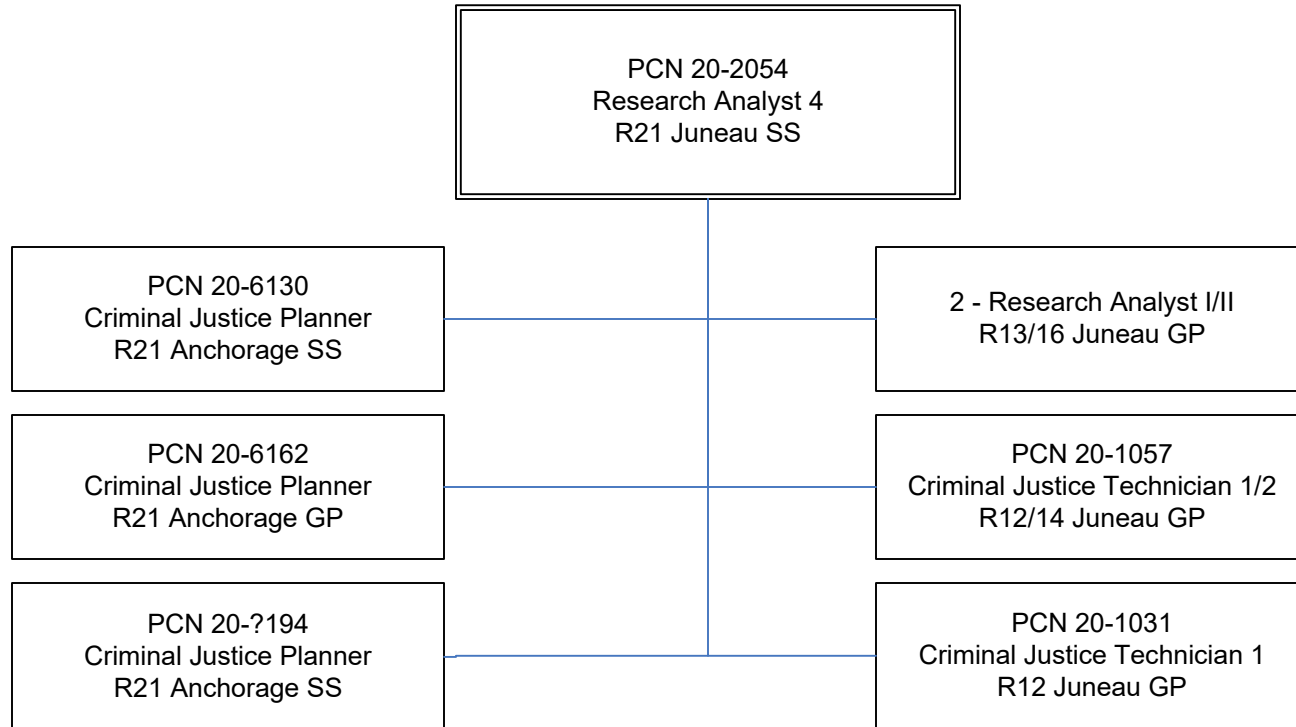 PCN 20-2054
Research Analyst 4
R21 Juneau SS
PCN 20-6130
Criminal Justice Planner
R21 Anchorage SS
2 - Research Analyst I/II
R13/16 Juneau GP
PCN 20-6162
Criminal Justice Planner
R21 Anchorage GP
PCN 20-1057
Criminal Justice Technician 1/2
R12/14 Juneau GP
PCN 20-?194
Criminal Justice Planner
R21 Anchorage SS
PCN 20-1031
Criminal Justice Technician 1
R12 Juneau GP